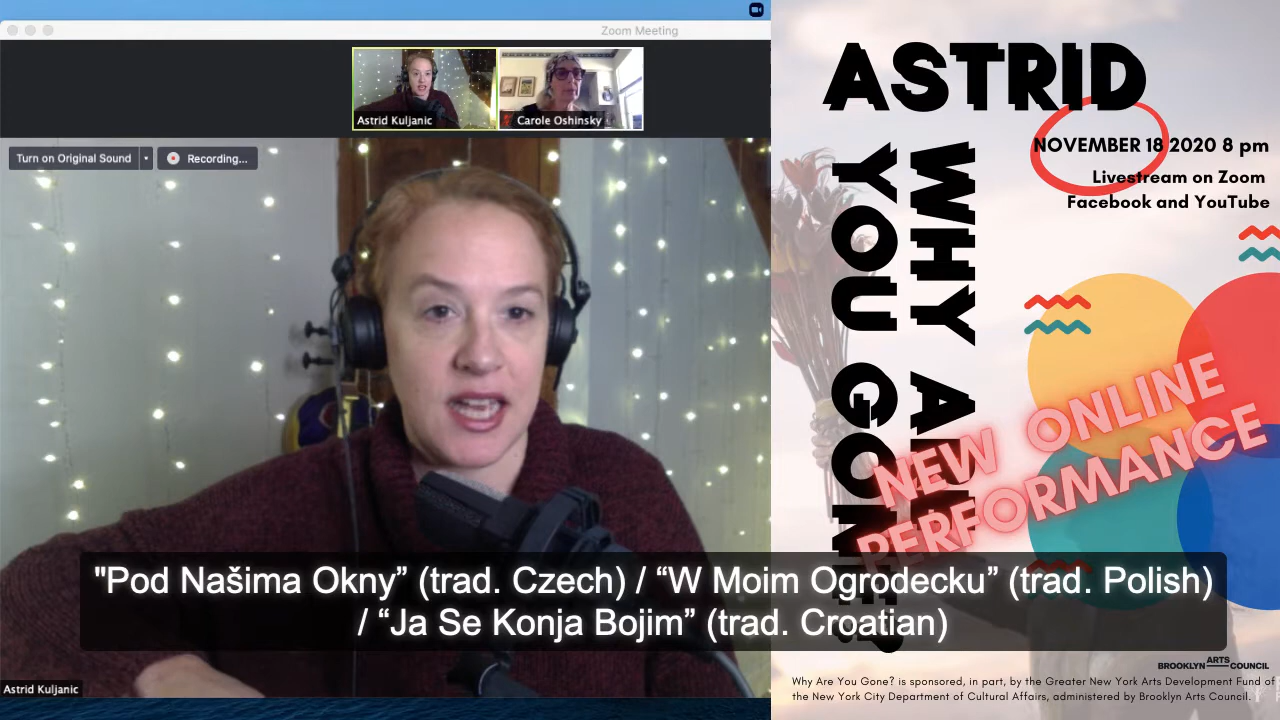 Zoom Meeting
Astrid Kuljanic
Carole Oshinsky
Turn on Original Sound
Recording...
Astrid Kuljanic
ASTRID
NOVEMBER 18 2020 8 pm
Livestream on Zoom
Facebook and YouTube
WHY ARE
YOU GONE?
NEW ONLINE
PERFORMANCE
"Pod Našima Okny” (trad. Czech) / “W Moim Ogrodecku” (trad. Polish)
/ “Ja Se Konja Bojim” (trad. Croatian)
BROOKLYN ARTS COUNCIL
Why Are You Gone? is sponsored, in part, by the Greater New York Arts Development Fund of
the New York City Department of Cultural Affairs, administered by Brooklyn Arts Council.